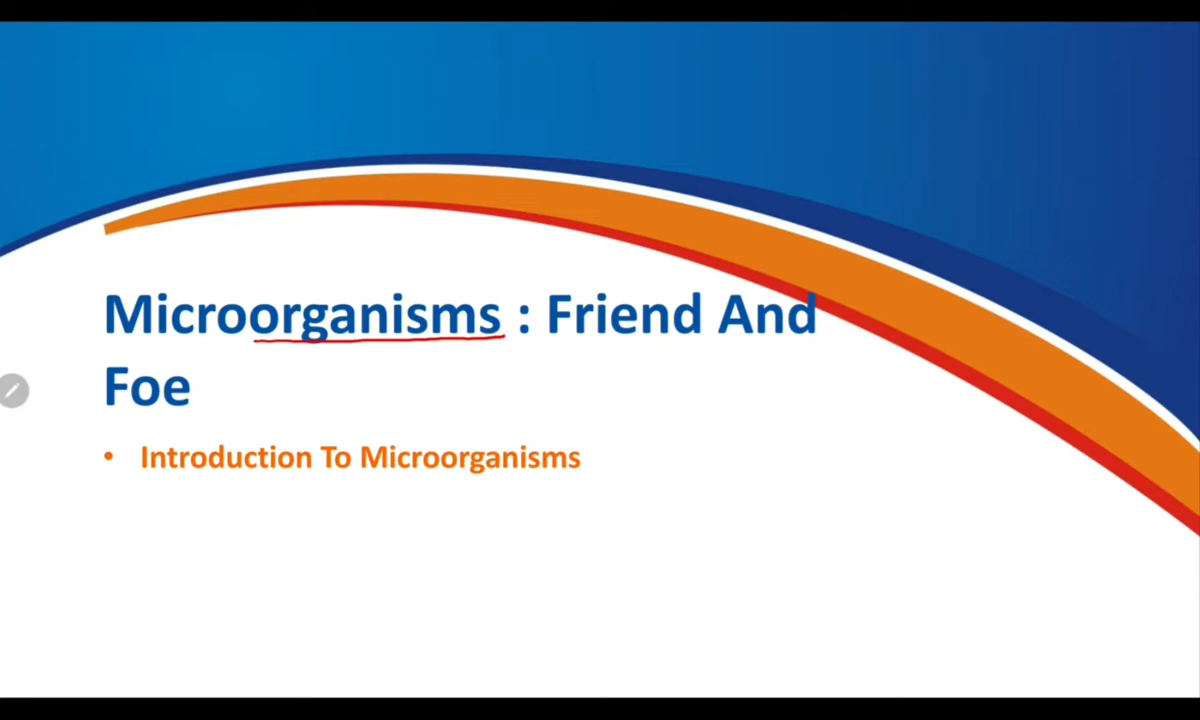 Microorganisms : Friend And
Foe
• Introduction To Microorganisms